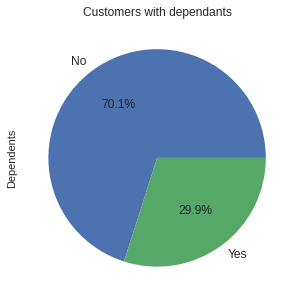 Customers with dependants
No
70.1%
Dependents
29.9%
Yes